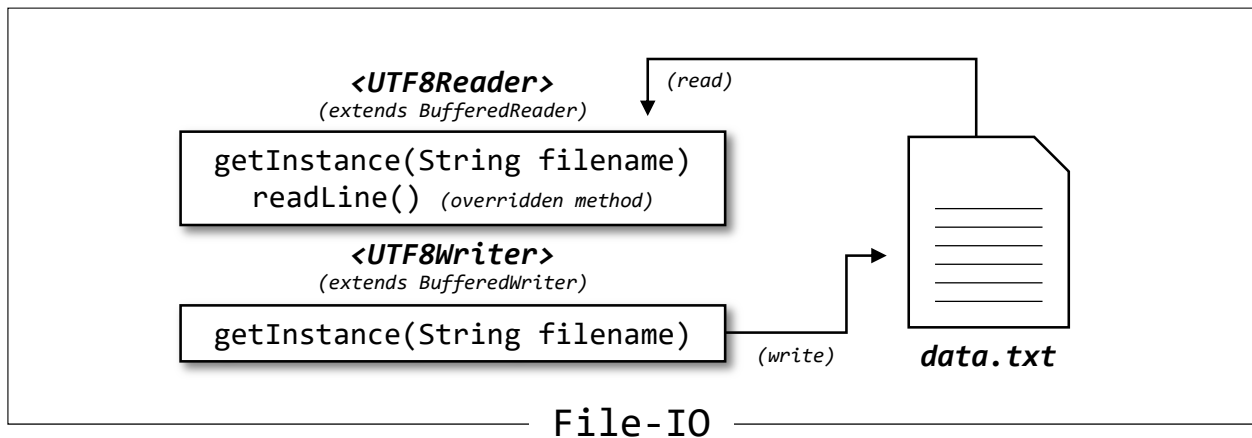 <UTF8Reader>
(extends BufferedReader)
getInstance(String filename)
readLine() (overridden method)
(read)
<UTF8Writer>
(extends BufferedWriter)
getInstance(String filename)
(write)
data.txt
File-IO